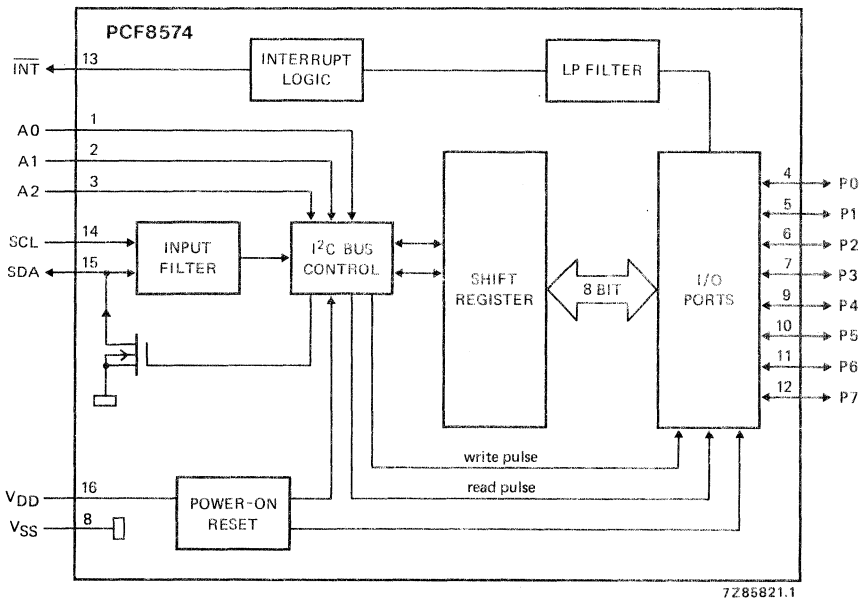 PCF8574
INT
13
INTERRUPT
LOGIC
LP FILTER
A0
1
A1
2
A2
3
SCL
14
SDA
15
INPUT
FILTER
I²C BUS
CONTROL
SHIFT
REGISTER
8 BIT
I/O
PORTS
4
P0
5
P1
6
P2
7
P3
9
P4
10
P5
11
P6
12
P7
write pulse
read pulse
VDD
16
VSS
8
POWER-ON
RESET
7Z85821.1